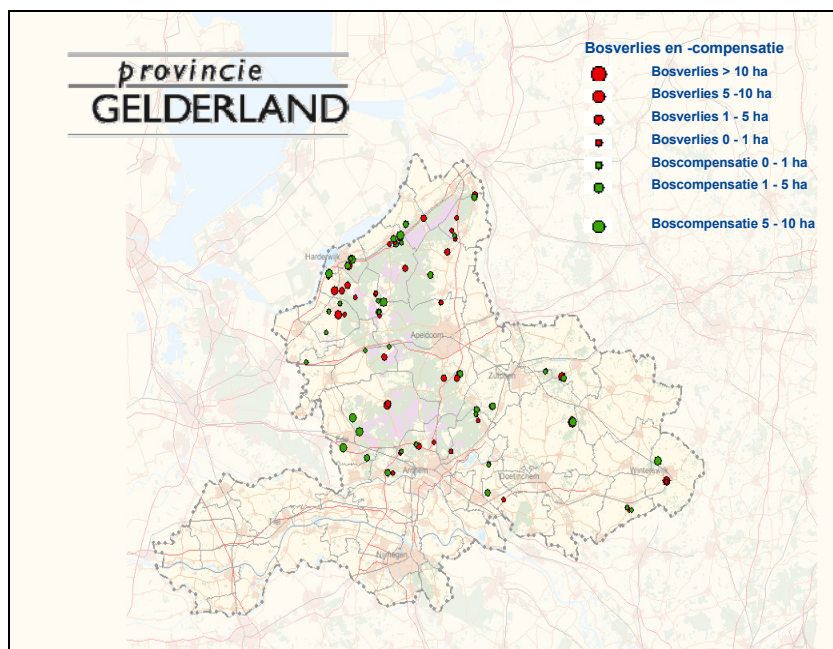 provincie
GELDERLAND
Bosverlies en -compensatie
Bosverlies > 10 ha
Bosverlies 5 -10 ha
Bosverlies 1 - 5 ha
Bosverlies 0 - 1 ha
Boscompensatie 0 - 1 ha
Boscompensatie 1 - 5 ha
Boscompensatie 5 - 10 ha
Harderwijk
Apeldoorn
Zutphen
Ede
Arnhem
Doetinchem
Winterswijk
Tiel
Nijmegen